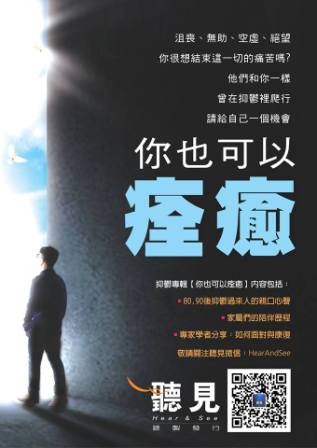 沮喪、無助、空虛、絕望
你很想結束這一切的痛苦嗎?
他們和你一樣
曾在抑鬱裡爬行
請給自己一個機會
你也可以
痊癒
抑鬱專輯【你也可以痊癒】內容包括：
•80.90後抑鬱過來人的親口心聲
•家屬們的陪伴歷程
•專家學者分享：如何面對與康復
敬請關注聽見微信：HearAndSee
聽見
Hear & See
錄製發行